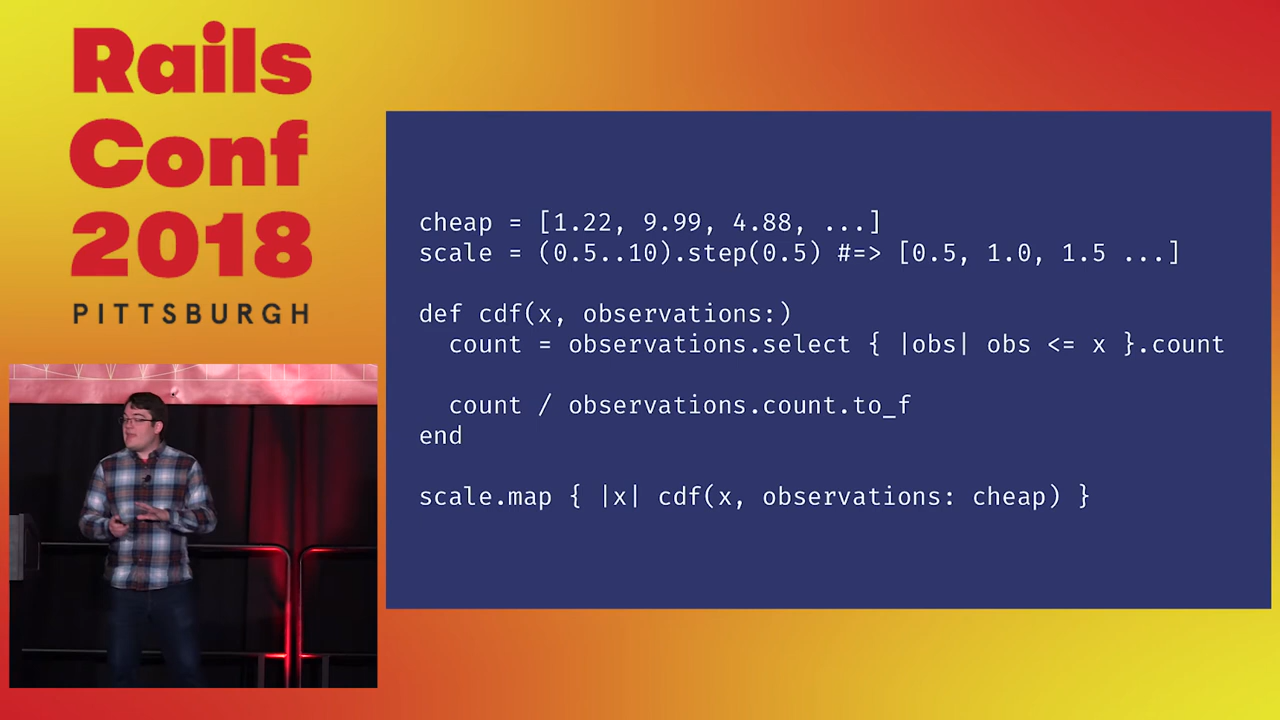 Rails
Conf
2018
PITTSBURGH
cheap = [1.22, 9.99, 4.88, ...]
scale = (0.5..10).step(0.5) #=> [0.5, 1.0, 1.5 ...]
def cdf(x, observations:)
  count = observations.select { |obs| obs <= x }.count
  count / observations.count.to_f
end
scale.map { |x| cdf(x, observations: cheap) }